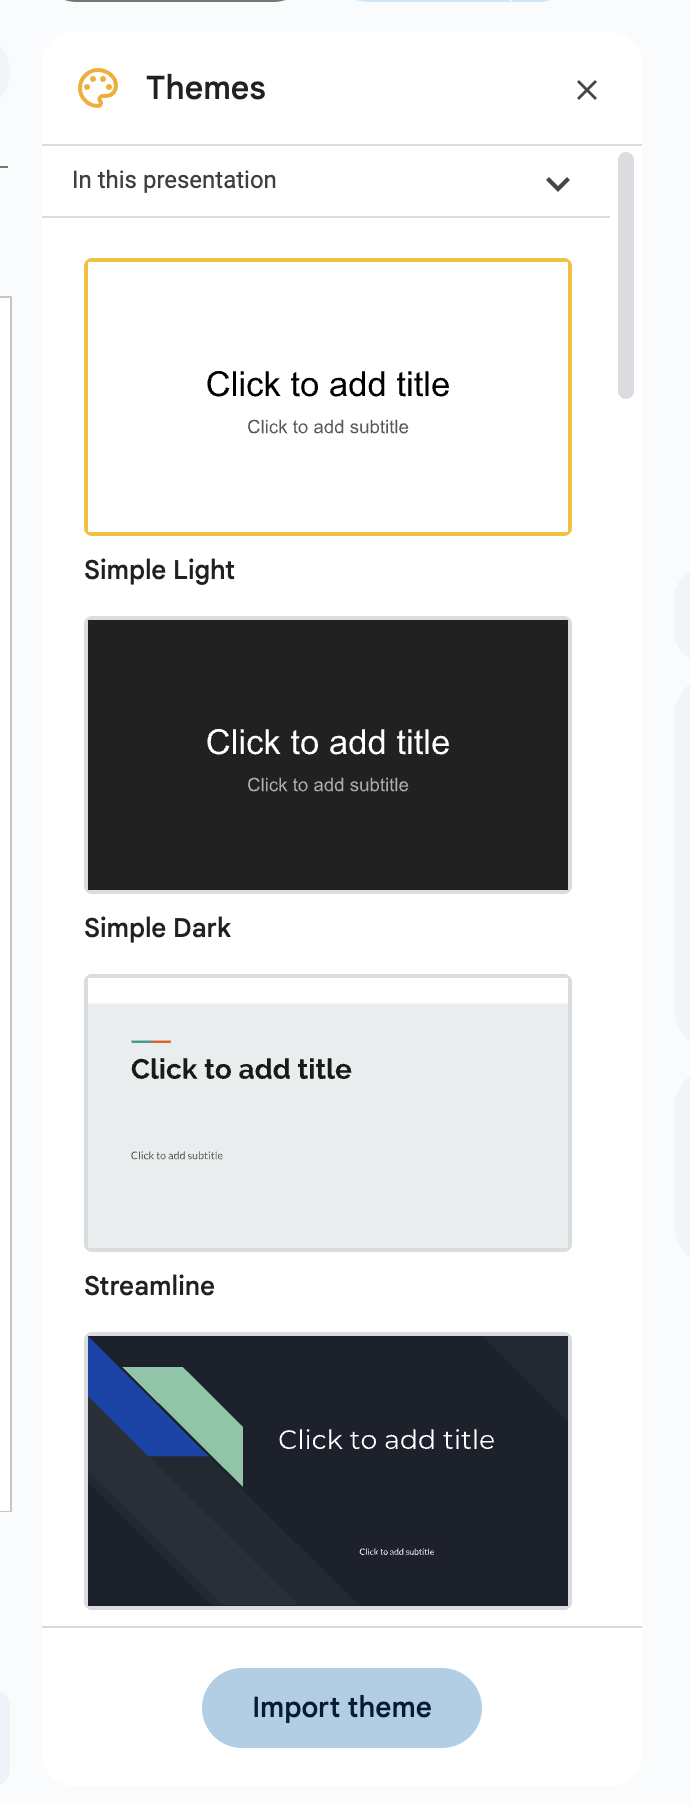 Themes
In this presentation
Click to add title
Click to add subtitle
Simple Light
Click to add title
Click to add subtitle
Simple Dark
Click to add title
Click to add subtitle
Streamline
Click to add title
Click to add subtitle
Import theme